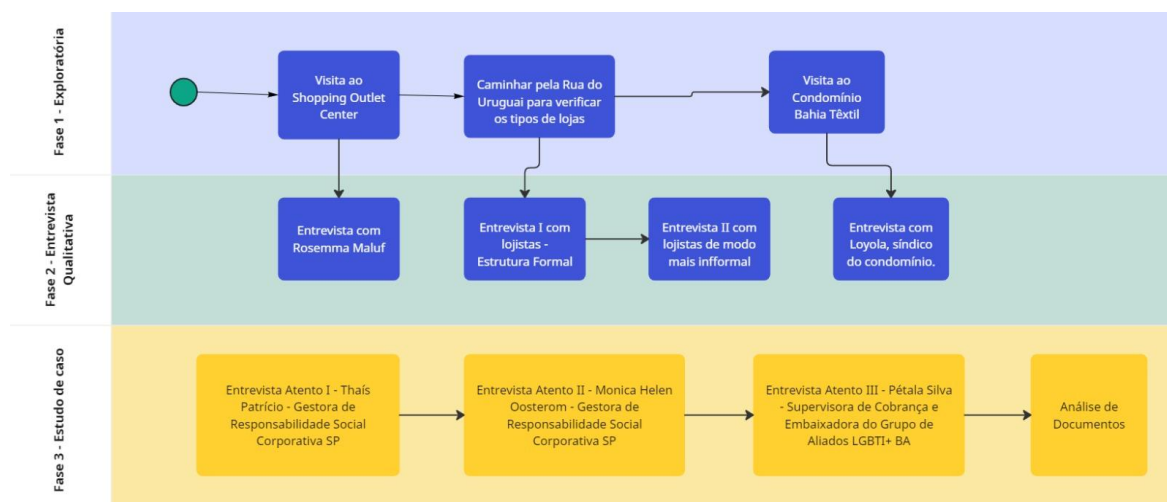 Fase 1 - Exploratória
Visita ao
Shopping Outlet
Center
Caminhar pela Rua do
Uruguai para verificar
os tipos de lojas
Visita ao
Condomínio
Bahia Têxtil
Fase 2 - Entrevista
Qualitativa
Entrevista com
Rosemma Maluf
Entrevista I com
lojistas -
Estrutura Formal
Entrevista II com
lojistas de modo
mais infformal
Entrevista com
Loyola, síndico
do condomínio.
Fase 3 - Estudo de caso
Entrevista Atento I - Thaís
Patrício - Gestora de
Responsabilidade Social
Corporativa SP
Entrevista Atento II - Monica Helen
Oosterom - Gestora de
Responsabilidade Social
Corporativa SP
Entrevista Atento III - Pétala Silva
- Supervisora de Cobrança e
Embaixadora do Grupo de
Aliados LGBTI+ BA
Análise de
Documentos